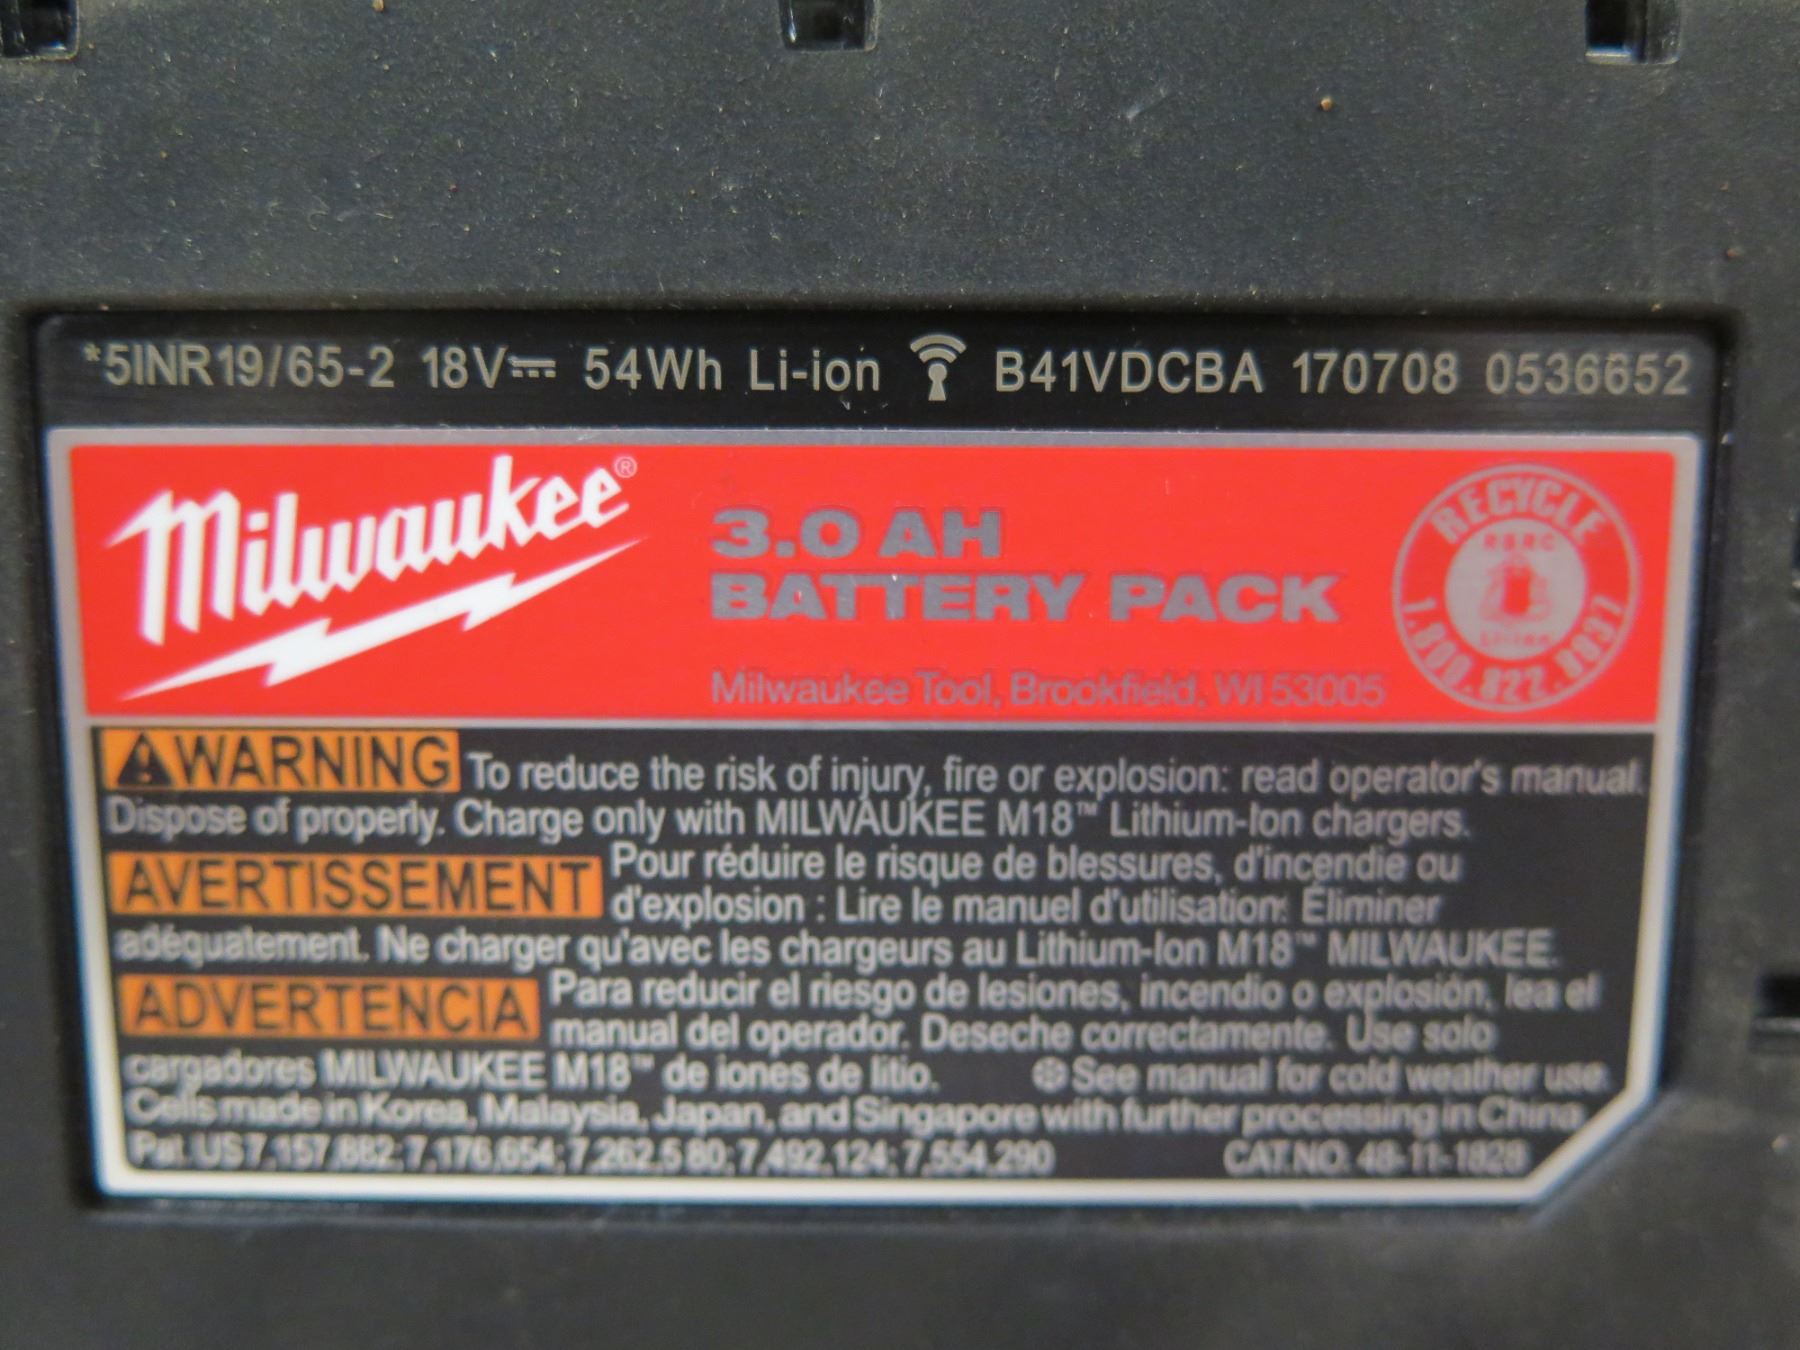 *5INR19/65-2 18V⎓ 54Wh Li-ion B41VDCBA 170708 0536652
Milwaukee®
3.0 AH
BATTERY PACK
Milwaukee Tool, Brookfield, WI 53005
RECYCLE
RBRC
Li-Ion
1.800.822.8837
⚠WARNING To reduce the risk of injury, fire or explosion: read operator's manual.
Dispose of properly. Charge only with MILWAUKEE M18™ Lithium-Ion chargers.
AVERTISSEMENT Pour réduire le risque de blessures, d'incendie ou
d'explosion : Lire le manuel d'utilisation. Éliminer
adéquatement. Ne charger qu'avec les chargeurs au Lithium-Ion M18™ MILWAUKEE.
ADVERTENCIA Para reducir el riesgo de lesiones, incendio o explosión, lea el
manual del operador. Deseche correctamente. Use solo
cargadores MILWAUKEE M18™ de iones de litio. ❄See manual for cold weather use.
Cells made in Korea, Malaysia, Japan, and Singapore with further processing in China
Pat. US 7,157,882; 7,176,654; 7,262,580; 7,492,124; 7,554,290 CAT.NO. 48-11-1828